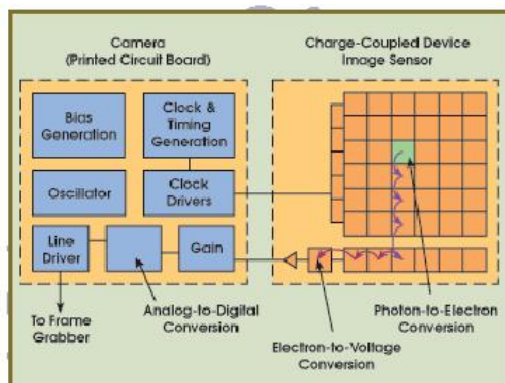 Camera
(Printed Circuit Board)
Charge-Coupled Device
Image Sensor
Bias
Generation
Clock &
Timing
Generation
Oscillator
Clock
Drivers
Line
Driver
Gain
To Frame
Grabber
Analog-to-Digital
Conversion
Photon-to-Electron
Conversion
Electron-to-Voltage
Conversion